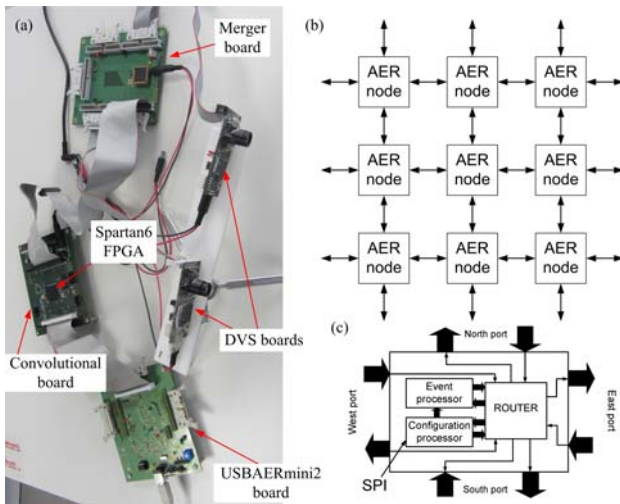 (a)
Merger
board
Spartan6
FPGA
DVS boards
Convolutional
board
USBAERmini2
board
(b)
AER
node
AER
node
AER
node
AER
node
AER
node
AER
node
AER
node
AER
node
AER
node
(c)
North port
West port
Event
processor
Configuration
processor
ROUTER
East port
SPI
South port